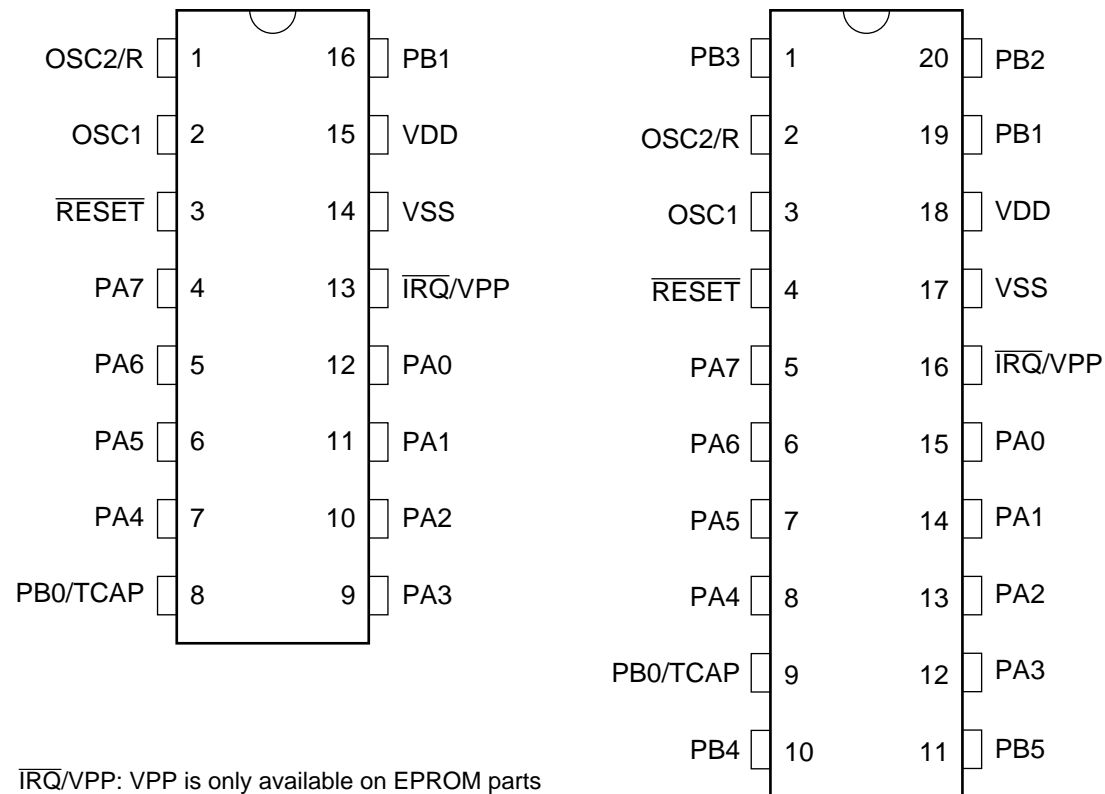 OSC2/R 1 16 PB1
OSC1 2 15 VDD
RESET 3 14 VSS
PA7 4 13 IRQ/VPP
PA6 5 12 PA0
PA5 6 11 PA1
PA4 7 10 PA2
PB0/TCAP 8 9 PA3
PB3 1 20 PB2
OSC2/R 2 19 PB1
OSC1 3 18 VDD
RESET 4 17 VSS
PA7 5 16 IRQ/VPP
PA6 6 15 PA0
PA5 7 14 PA1
PA4 8 13 PA2
PB0/TCAP 9 12 PA3
PB4 10 11 PB5
IRQ/VPP: VPP is only available on EPROM parts